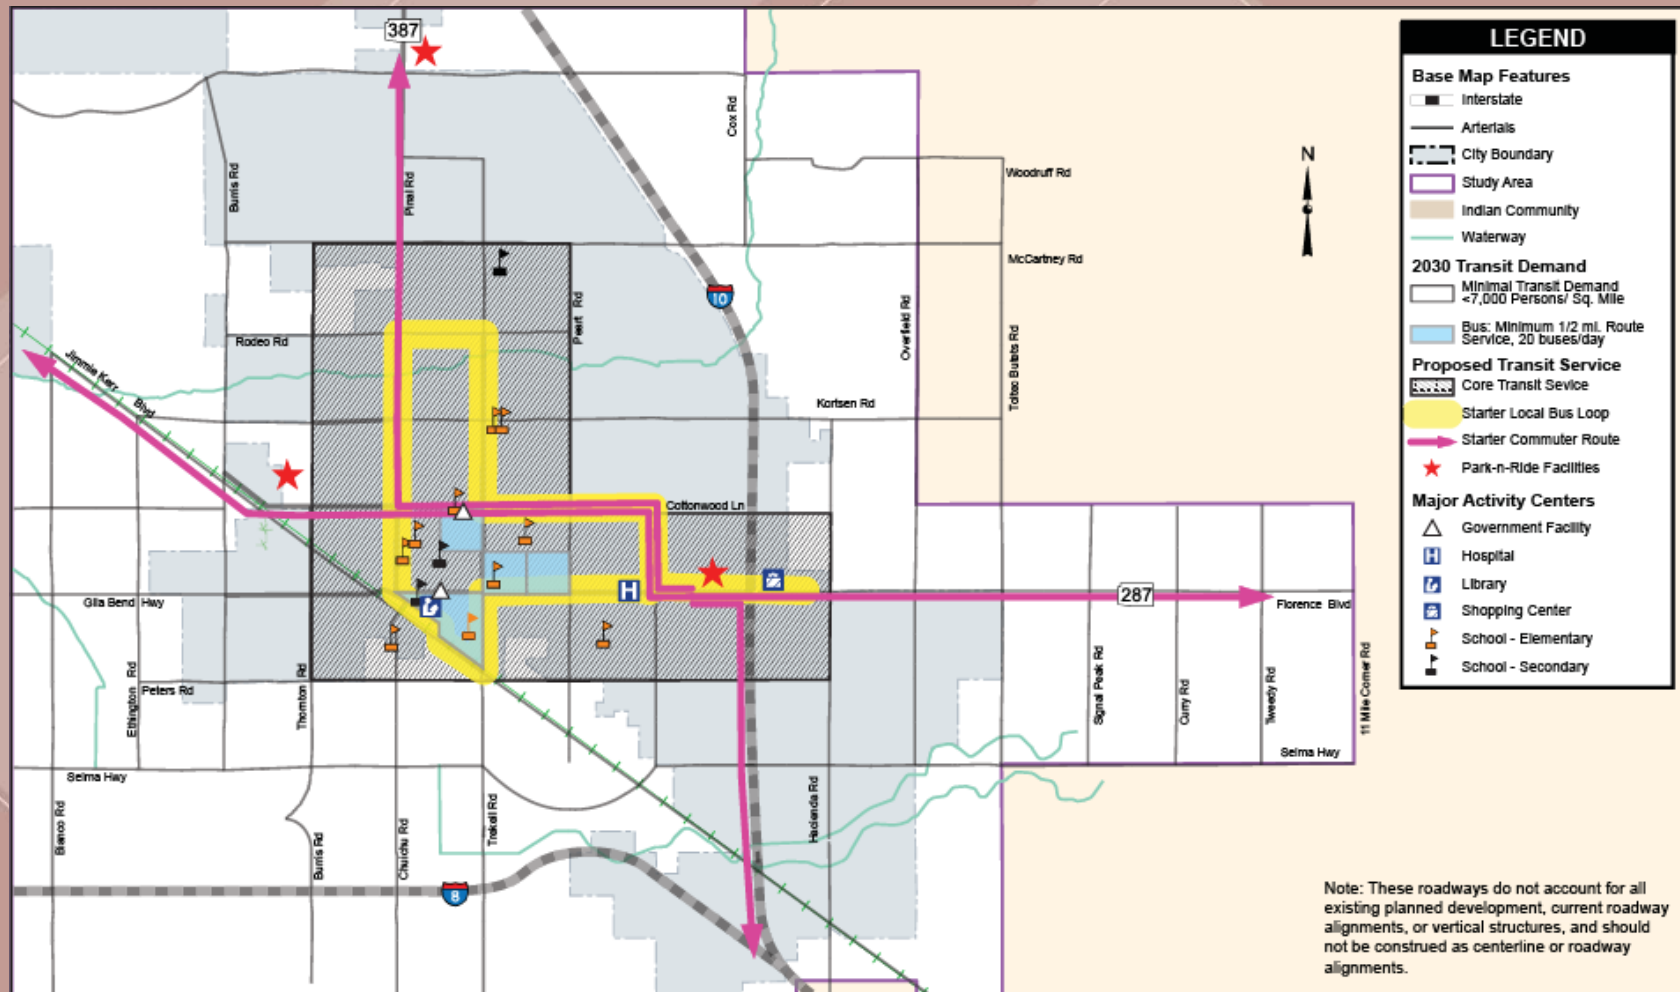 387
Cox Rd
Burris Rd
Pinal Rd
Woodruff Rd
McCartney Rd
10
Peart Rd
Overfield Rd
Rodeo Rd
Jimmie Kerr
Blvd
Kortsen Rd
Cottonwood Ln
Gila Bend Hwy
H
287
Florence Blvd
Ethington Rd
Peters Rd
Thornton Rd
Signal Peak Rd
Curry Rd
Tweedy Rd
11 Mile Corner Rd
Selma Hwy
Selma Hwy
Bianco Rd
Burris Rd
Chuichu Rd
Trekell Rd
Hacienda Rd
8
N
LEGEND
Base Map Features
Interstate
Arterials
City Boundary
Study Area
Indian Community
Waterway
2030 Transit Demand
Minimal Transit Demand
<7,000 Persons/ Sq. Mile
Bus: Minimum 1/2 mi. Route
Service, 20 buses/day
Proposed Transit Service
Core Transit Sevice
Starter Local Bus Loop
Starter Commuter Route
Park-n-Ride Facilities
Major Activity Centers
Government Facility
H Hospital
Library
Shopping Center
School - Elementary
School - Secondary
Note: These roadways do not account for all
existing planned development, current roadway
alignments, or vertical structures, and should
not be construed as centerline or roadway
alignments.